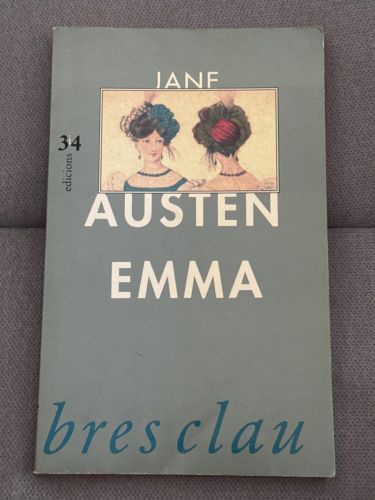 JANE
edicions 34
AUSTEN
EMMA
bres clau